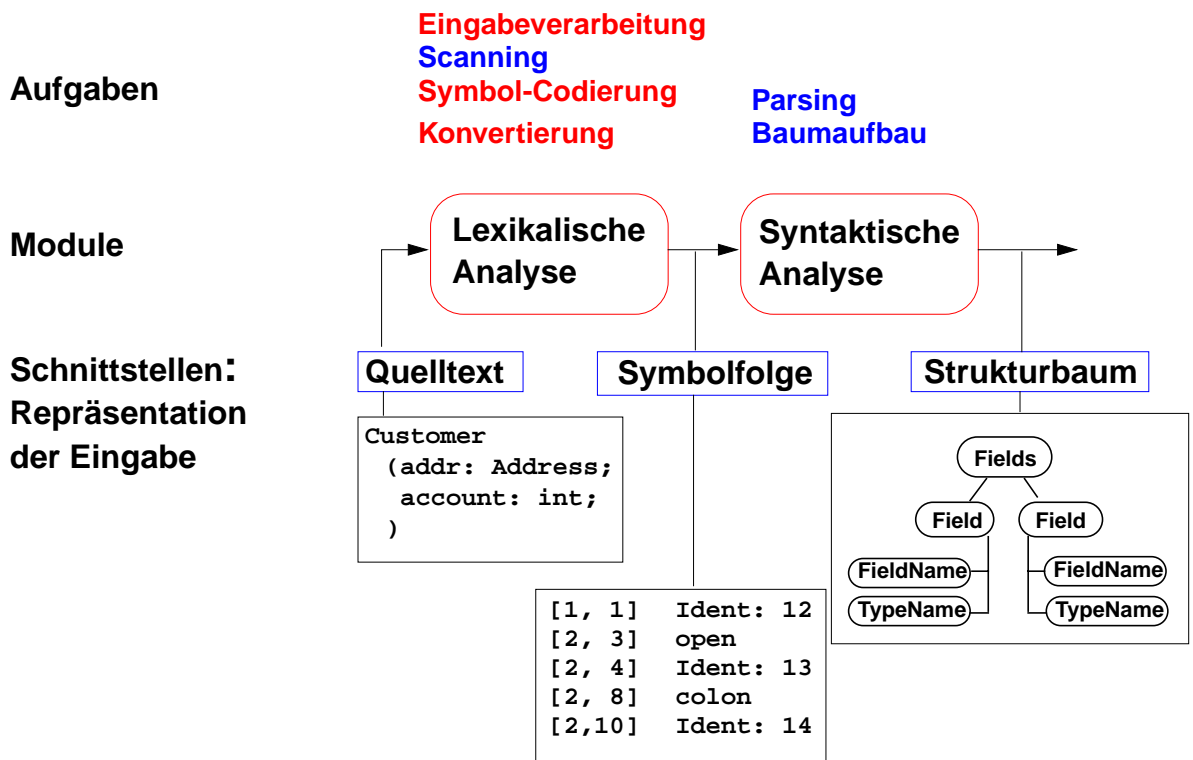 Eingabeverarbeitung
Scanning
Symbol-Codierung
Konvertierung
Parsing
Baumaufbau
Aufgaben
Module
Lexikalische
Analyse
Syntaktische
Analyse
Schnittstellen:
Repräsentation
der Eingabe
Quelltext
Symbolfolge
Strukturbaum
Customer
(addr: Address;
account: int;
)
[1, 1] Ident: 12
[2, 3] open
[2, 4] Ident: 13
[2, 8] colon
[2,10] Ident: 14
Fields
Field
Field
FieldName
FieldName
TypeName
TypeName